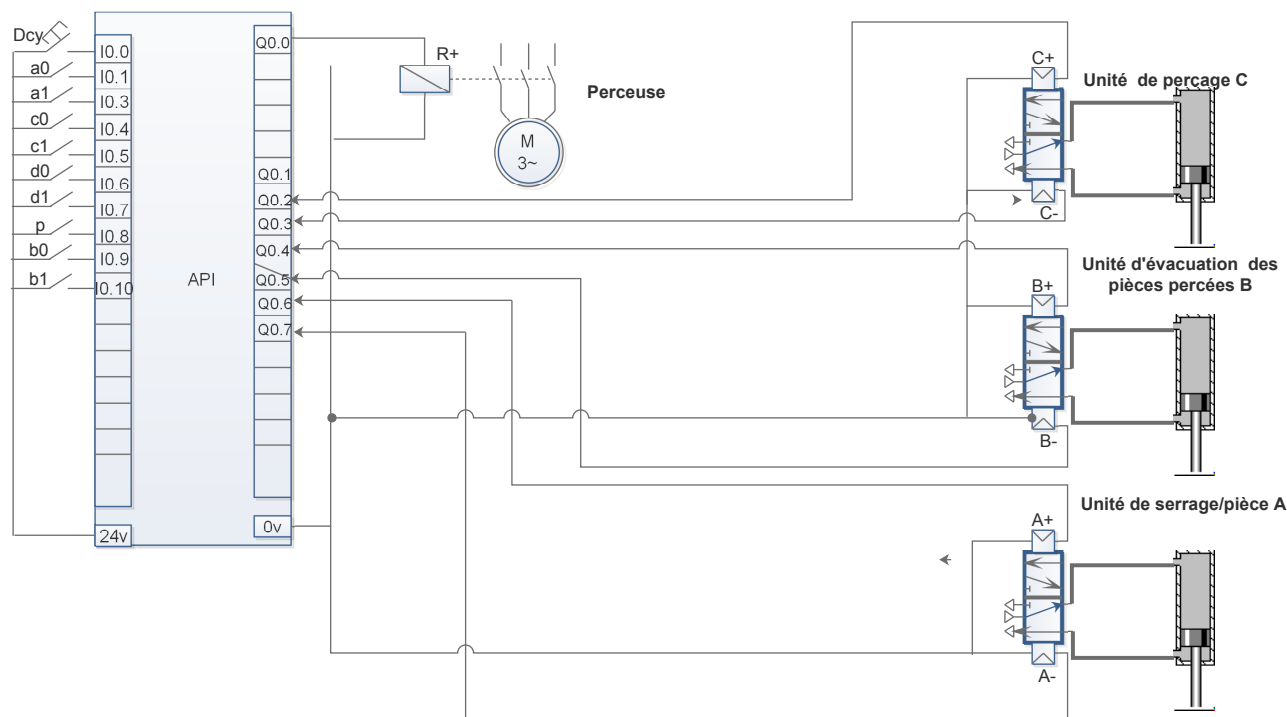 Dcy
a0
a1
c0
c1
d0
d1
p
b0
b1
I0.0
I0.1
I0.3
I0.4
I0.5
I0.6
I0.7
I0.8
I0.9
I0.10
24v
API
Q0.0
Q0.1
Q0.2
Q0.3
Q0.4
Q0.5
Q0.6
Q0.7
0v
R+
M
3~
Perceuse
C+
C-
Unité de perçage C
B+
B-
Unité d'évacuation des
pièces percées B
A+
A-
Unité de serrage/pièce A